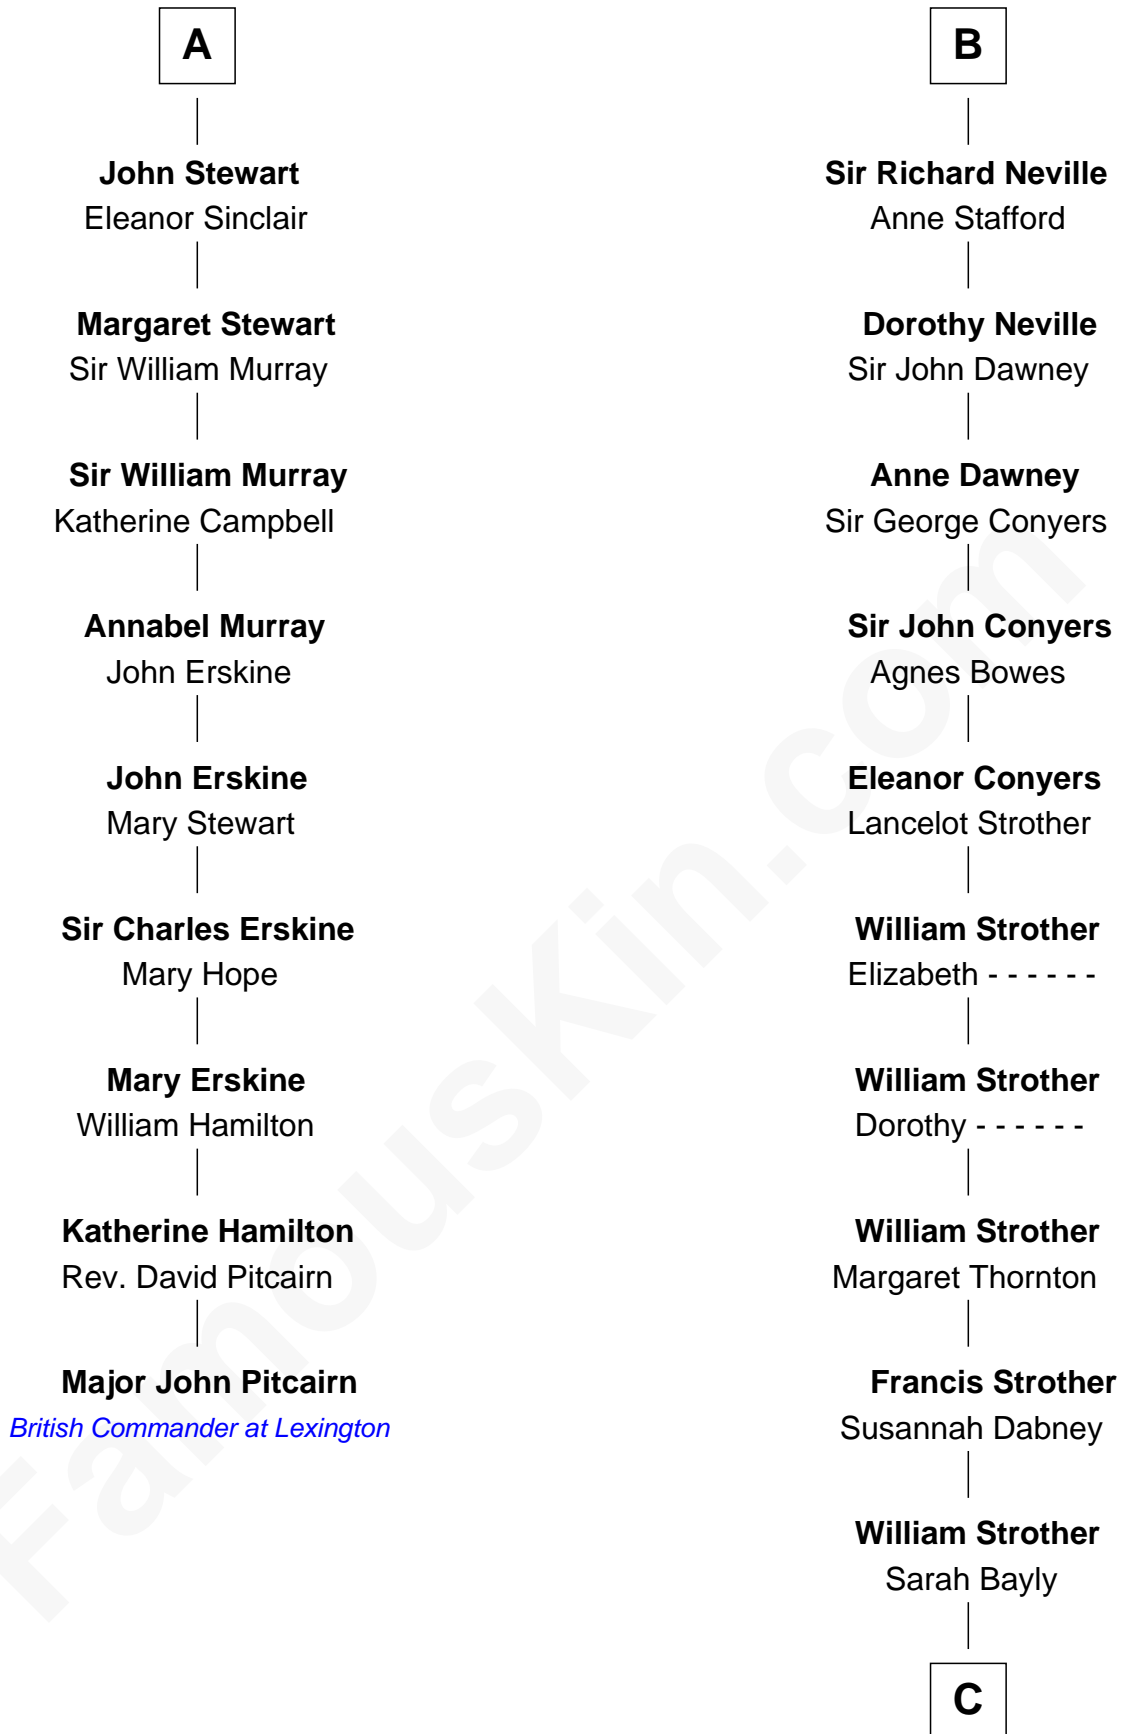 A
John Stewart
Eleanor Sinclair
Margaret Stewart
Sir William Murray
Sir William Murray
Katherine Campbell
Annabel Murray
John Erskine
John Erskine
Mary Stewart
Sir Charles Erskine
Mary Hope
Mary Erskine
William Hamilton
Katherine Hamilton
Rev. David Pitcairn
Major John Pitcairn
British Commander at Lexington
B
Sir Richard Neville
Anne Stafford
Dorothy Neville
Sir John Dawney
Anne Dawney
Sir George Conyers
Sir John Conyers
Agnes Bowes
Eleanor Conyers
Lancelot Strother
William Strother
Elizabeth - - - - - -
William Strother
Dorothy - - - - - -
William Strother
Margaret Thornton
Francis Strother
Susannah Dabney
William Strother
Sarah Bayly
C
FamousKin.com